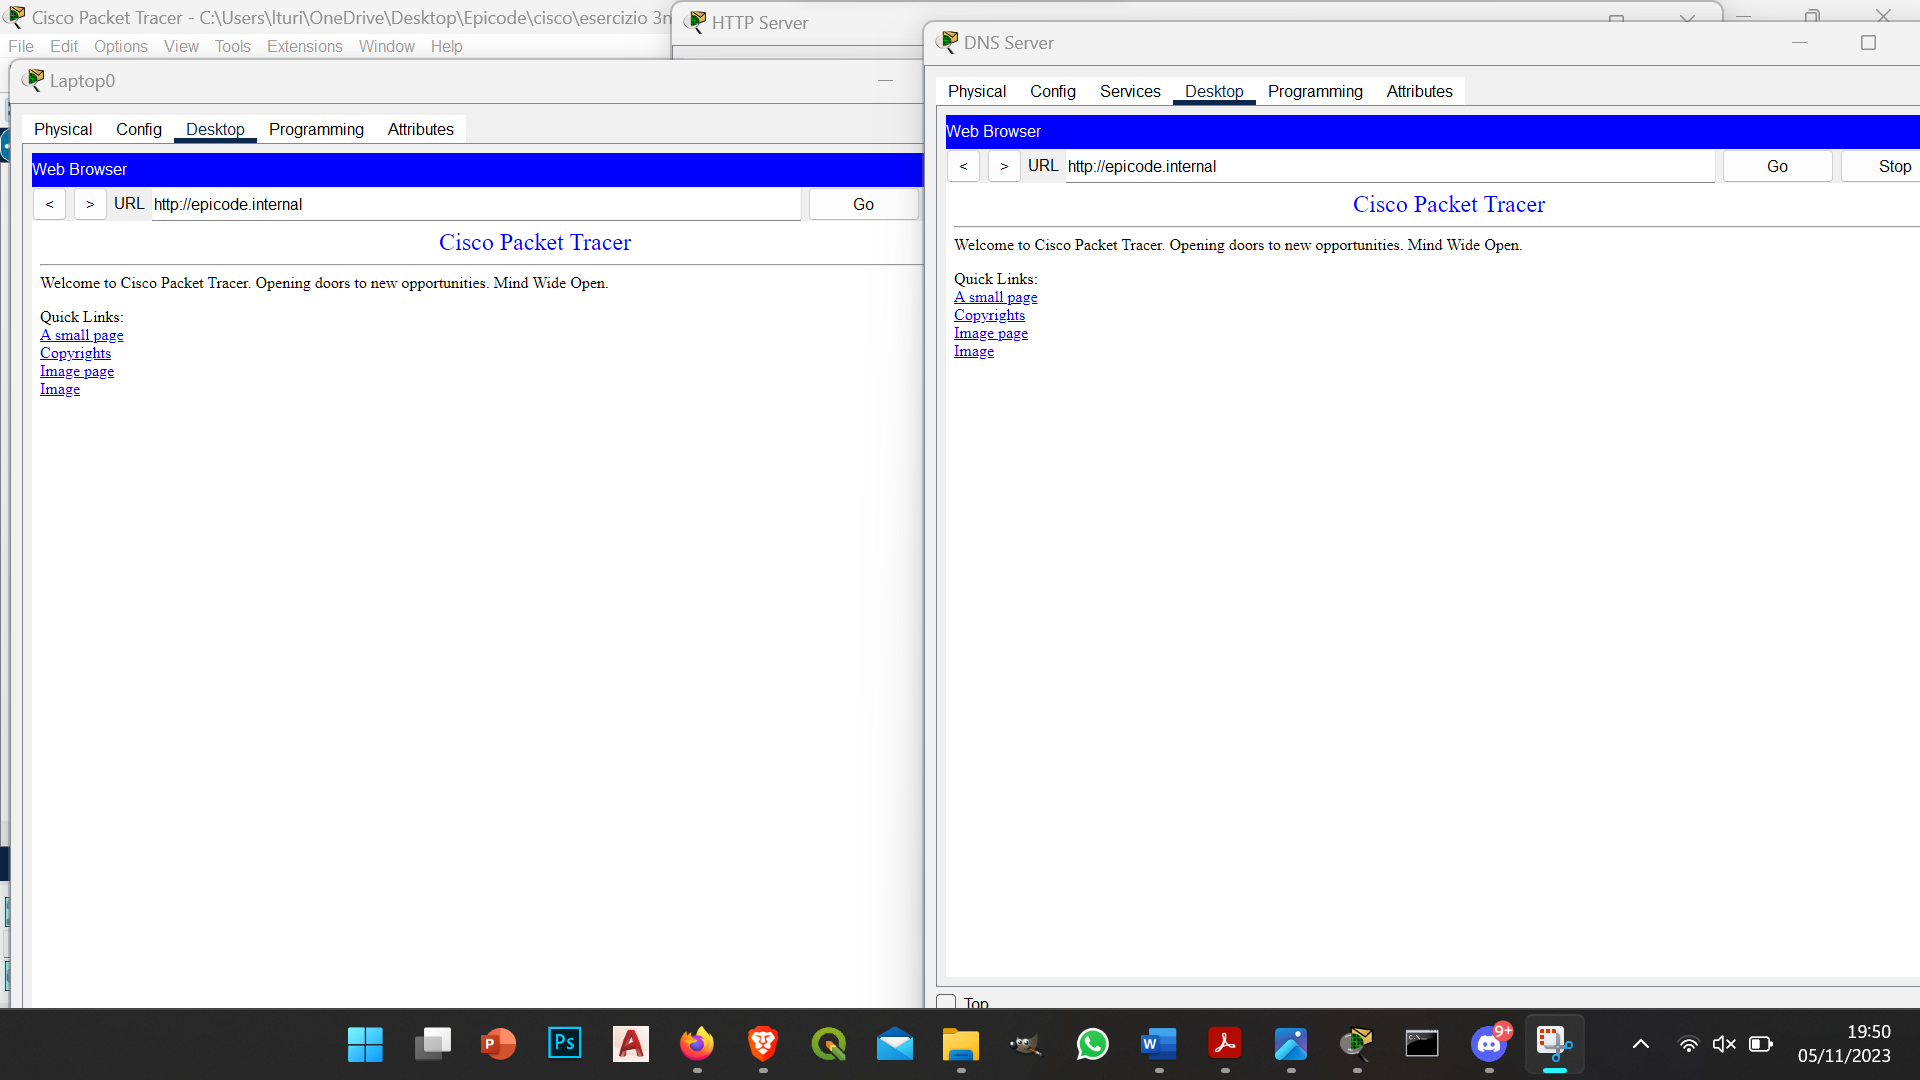 Cisco Packet Tracer - C:\Users\lturi\OneDrive\Desktop\Epicode\cisco\esercizio 3n
File Edit Options View Tools Extensions Window Help
HTTP Server
Laptop0
Physical Config Desktop Programming Attributes
Web Browser
< > URL http://epicode.internal Go
Cisco Packet Tracer
Welcome to Cisco Packet Tracer. Opening doors to new opportunities. Mind Wide Open.
Quick Links:
A small page
Copyrights
Image page
Image
DNS Server
Physical Config Services Desktop Programming Attributes
Web Browser
< > URL http://epicode.internal Go Stop
Cisco Packet Tracer
Welcome to Cisco Packet Tracer. Opening doors to new opportunities. Mind Wide Open.
Quick Links:
A small page
Copyrights
Image page
Image
Top
P Ps A W 9+
19:50
05/11/2023